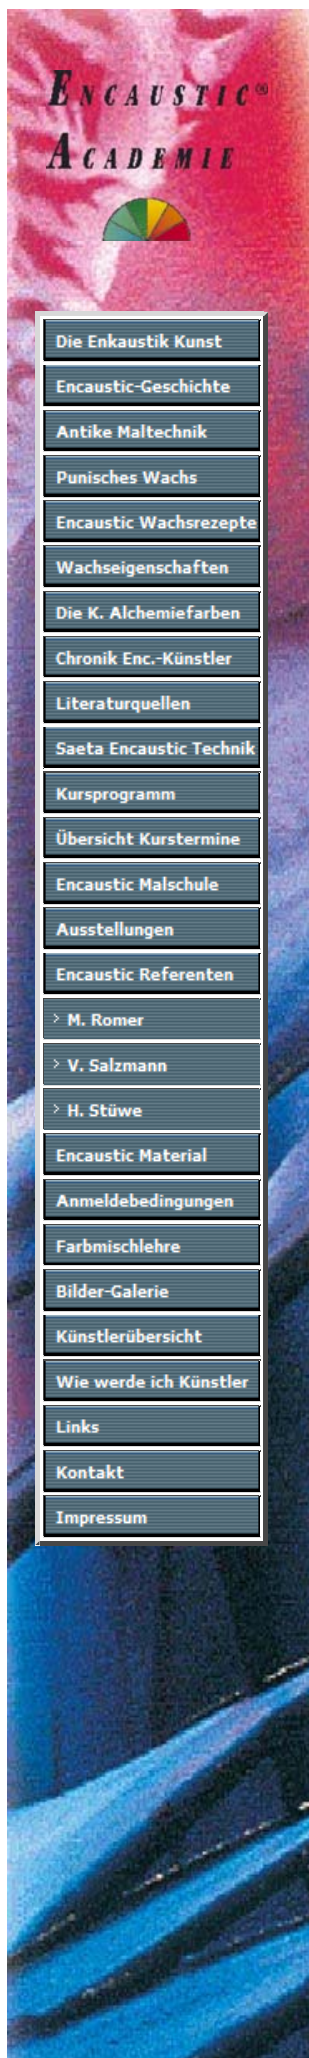 ENCAUSTIC®
ACADEMIE
Die Enkaustik Kunst
Encaustic-Geschichte
Antike Maltechnik
Punisches Wachs
Encaustic Wachsrezepte
Wachseigenschaften
Die K. Alchemiefarben
Chronik Enc.-Künstler
Literaturquellen
Saeta Encaustic Technik
Kursprogramm
Übersicht Kurstermine
Encaustic Malschule
Ausstellungen
Encaustic Referenten
> M. Romer
> V. Salzmann
> H. Stüwe
Encaustic Material
Anmeldebedingungen
Farbmischlehre
Bilder-Galerie
Künstlerübersicht
Wie werde ich Künstler
Links
Kontakt
Impressum